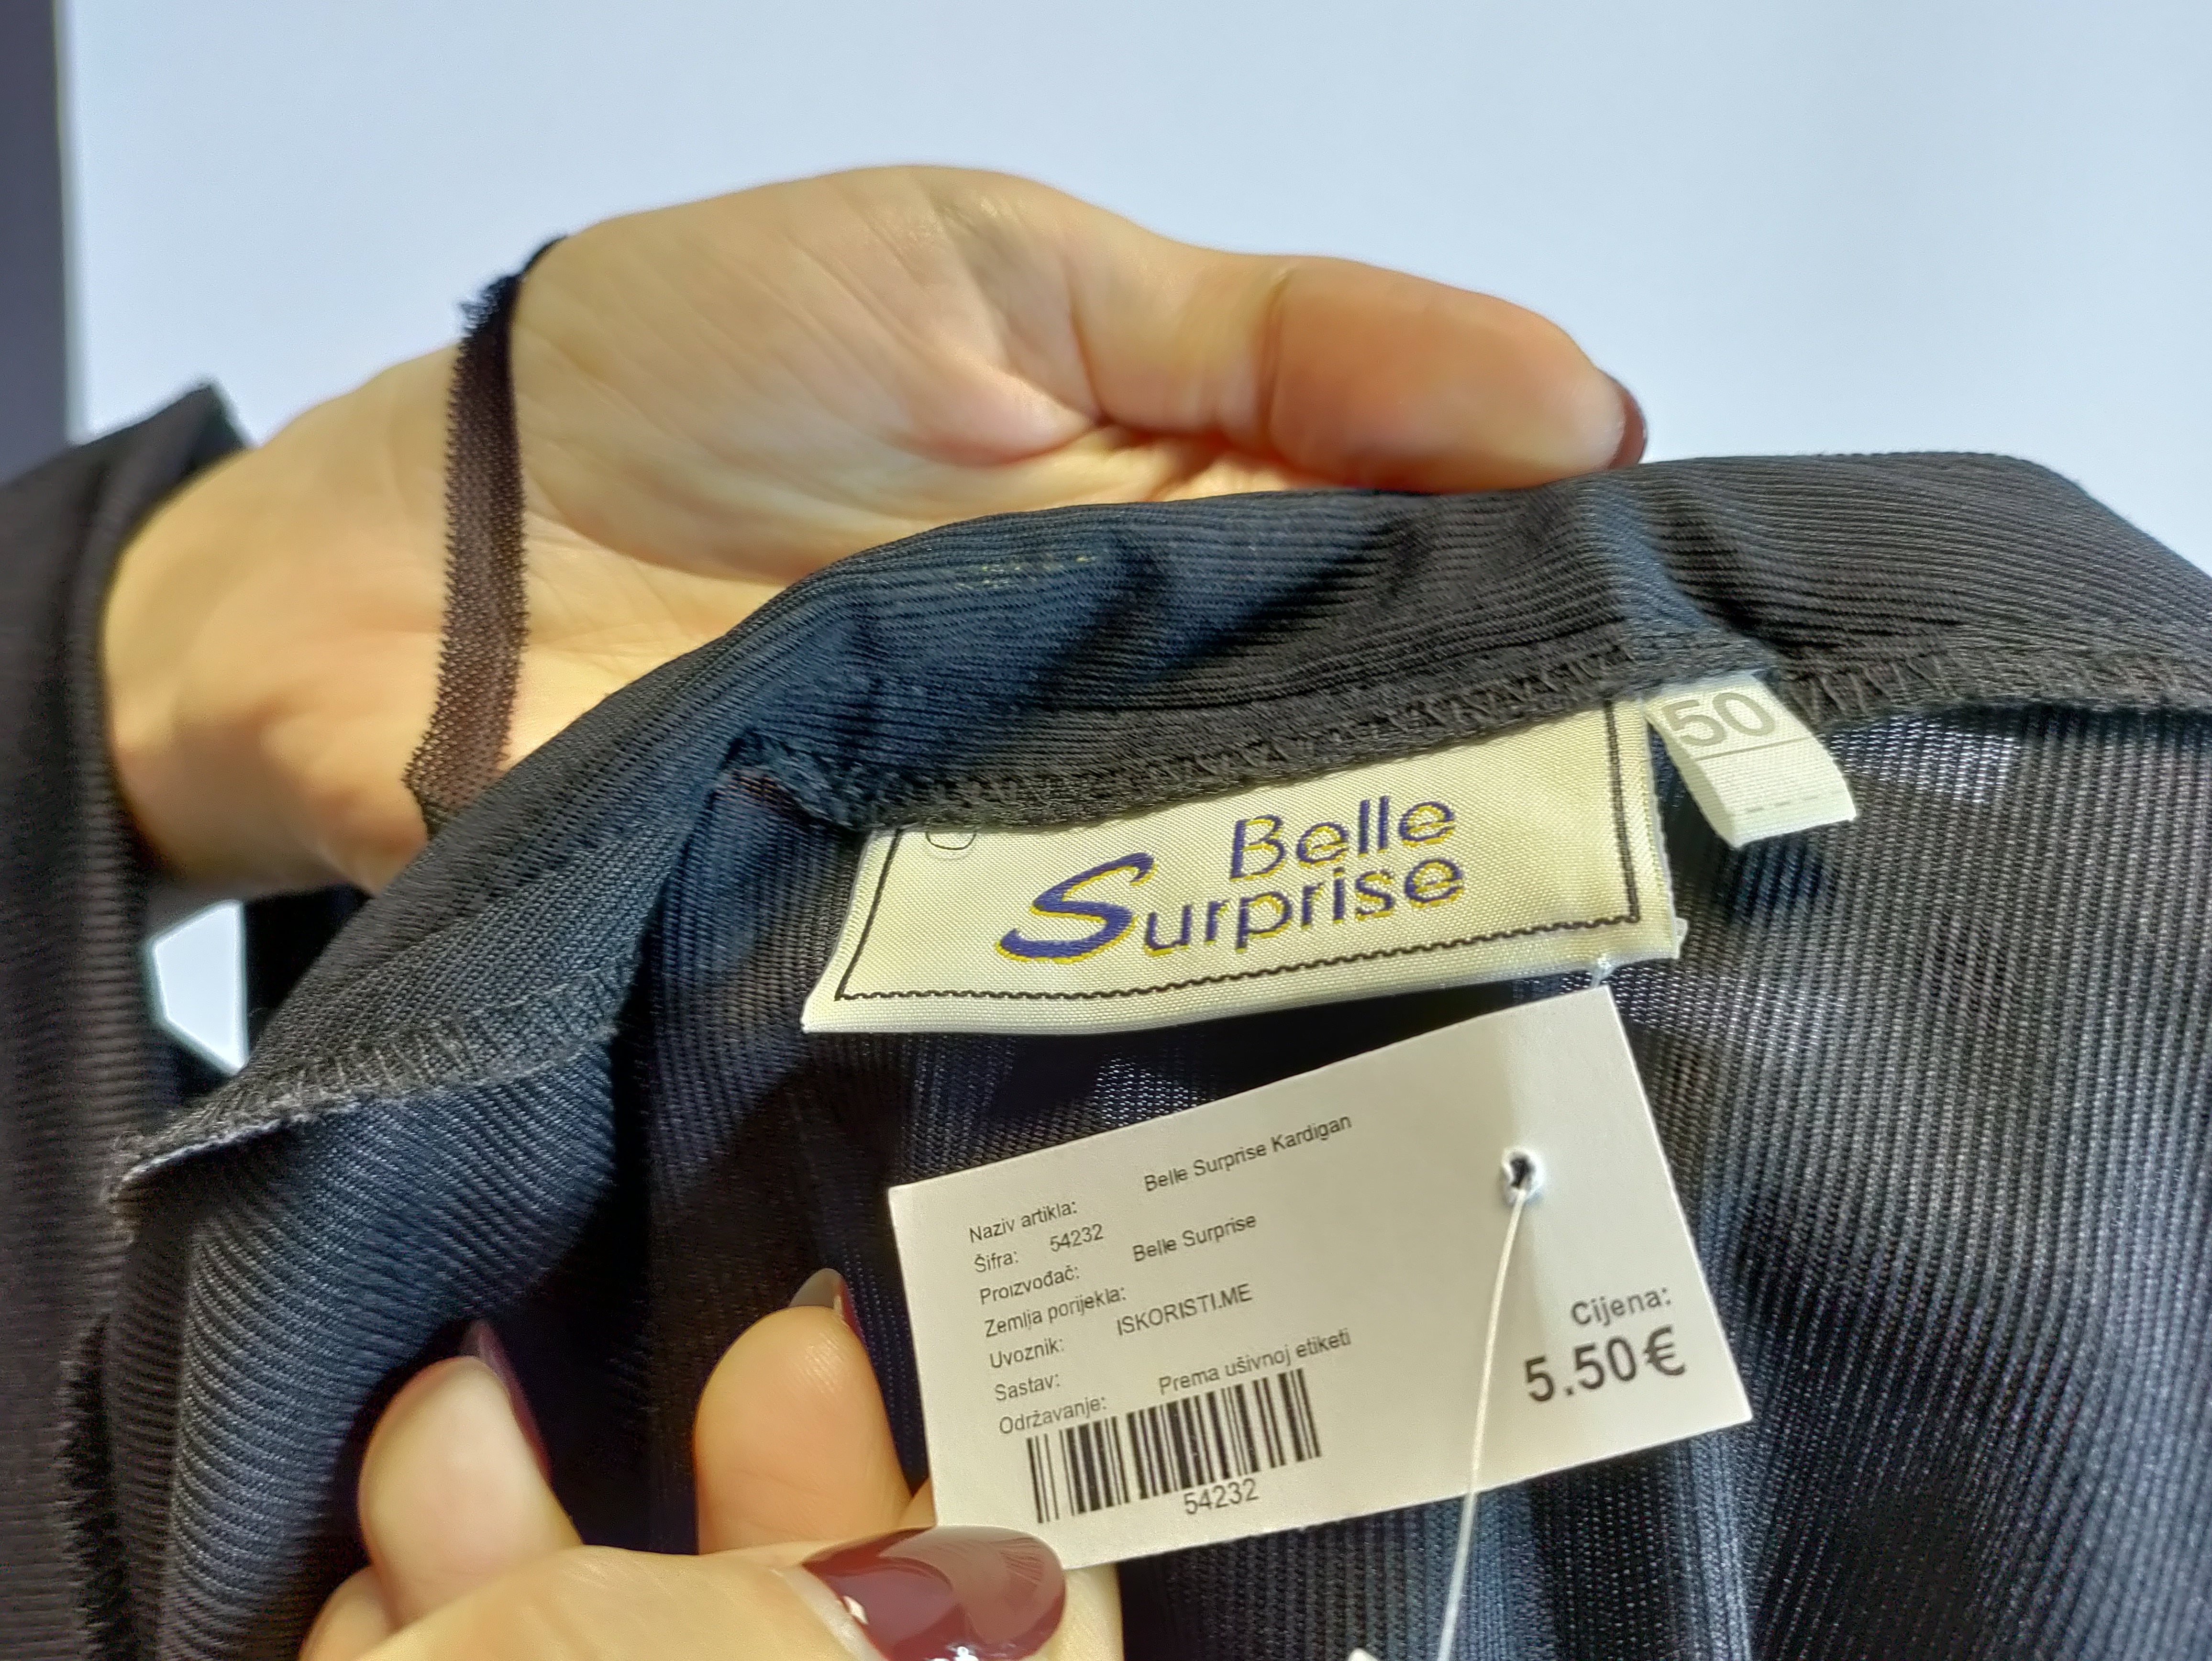 50
Belle
Surprise
Naziv artikla: Belle Surprise Kardigan
Šifra: 54232
Proizvođač: Belle Surprise
Zemlja porijekla:
Uvoznik: ISKORISTI.ME
Sastav:
Održavanje: Prema ušivnoj etiketi
54232
Cijena:
5.50€